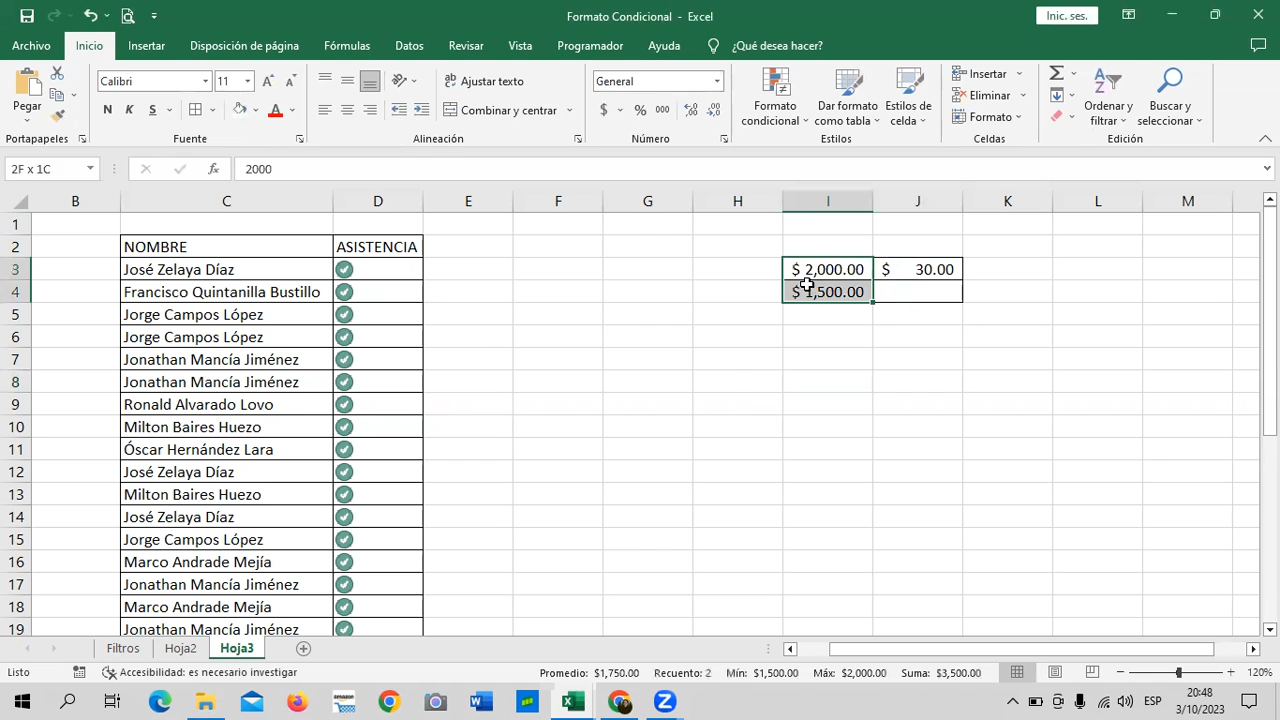 Formato Condicional - Excel
Inic. ses.
Archivo Inicio Insertar Disposición de página Fórmulas Datos Revisar Vista Programador Ayuda ¿Qué desea hacer?
Pegar
Calibri 11
N K S
Ajustar texto
Combinar y centrar
General
$ % 000
Formato condicional
Dar formato como tabla
Estilos de celda
Insertar
Eliminar
Formato
Ordenar y filtrar
Buscar y seleccionar
Portapapeles Fuente Alineación Número Estilos Celdas Edición
2F x 1C fx 2000
B C D E F G H I J K L M
1
2 NOMBRE ASISTENCIA
3 José Zelaya Díaz $ 2,000.00 $ 30.00
4 Francisco Quintanilla Bustillo $ 1,500.00
5 Jorge Campos López
6 Jorge Campos López
7 Jonathan Mancía Jiménez
8 Jonathan Mancía Jiménez
9 Ronald Alvarado Lovo
10 Milton Baires Huezo
11 Óscar Hernández Lara
12 José Zelaya Díaz
13 Milton Baires Huezo
14 José Zelaya Díaz
15 Jorge Campos López
16 Marco Andrade Mejía
17 Jonathan Mancía Jiménez
18 Marco Andrade Mejía
19 Jonathan Mancía Jiménez
Filtros Hoja2 Hoja3
Listo Accesibilidad: es necesario investigar Promedio: $1,750.00 Recuento: 2 Mín: $1,500.00 Máx: $2,000.00 Suma: $3,500.00 120%
ESP 20:48
3/10/2023